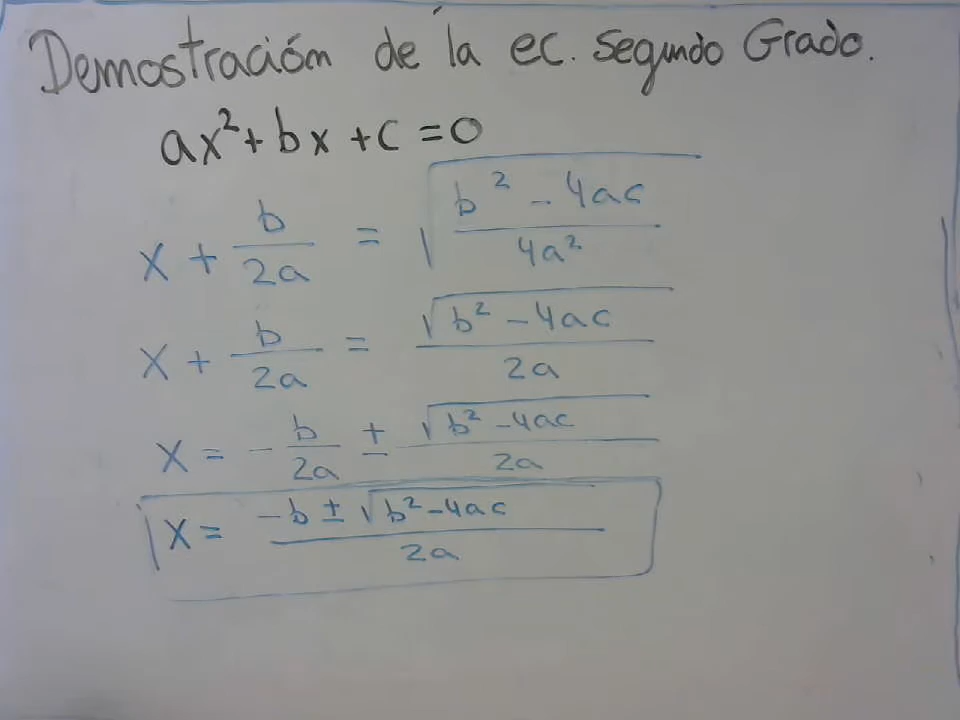 Demostración de la ec. segundo Grado.
ax² + bx + c = 0
x + b/2a = √((b² - 4ac)/4a²)
x + b/2a = √(b² - 4ac)/2a
x = - b/2a ± √(b² - 4ac)/2a
x = (-b ± √(b² - 4ac))/2a